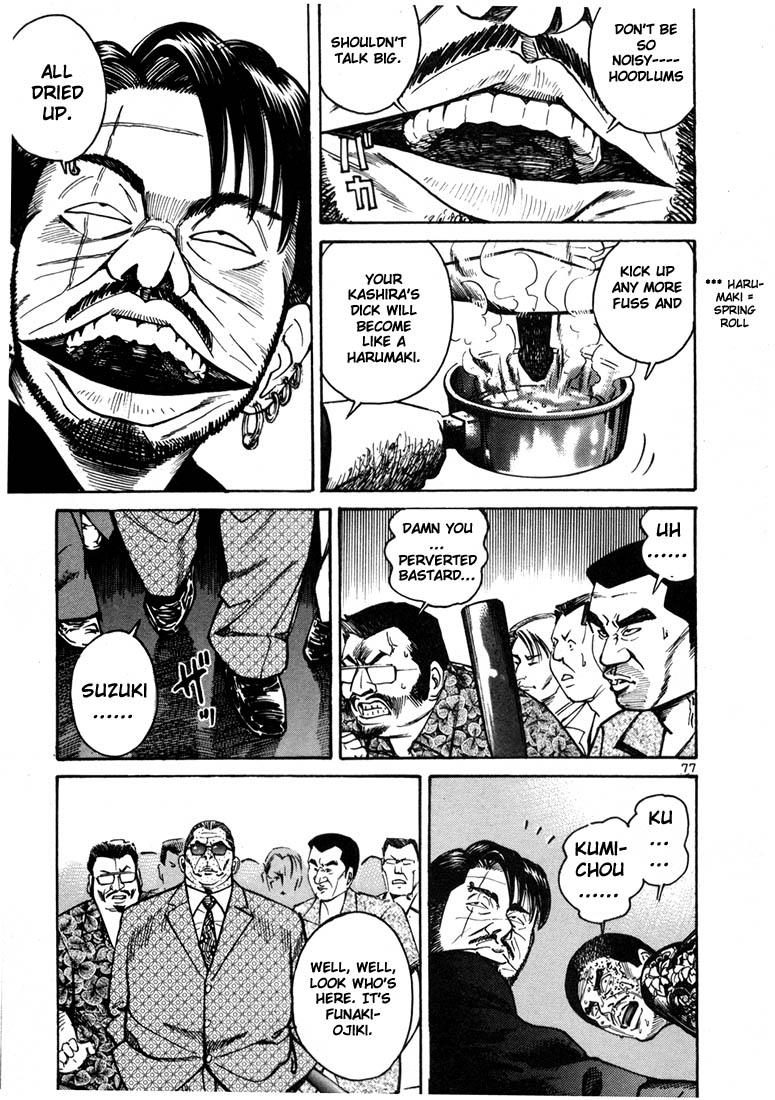 DON'T BE
SO
NOISY----
HOODLUMS
SHOULDN'T
TALK BIG.
KICK UP
ANY MORE
FUSS AND
YOUR
KASHIRA'S
DICK WILL
BECOME
LIKE A
HARUMAKI.
*** HARU-
MAKI =
SPRING
ROLL
ALL
DRIED
UP.
UH
......
DAMN YOU
...
PERVERTED
BASTARD...
SUZUKI
......
ザッ
77
KU
...
...
KUMI-
CHOU
......
WELL, WELL,
LOOK WHO'S
HERE. IT'S
FUNAKI-
OJIKI.